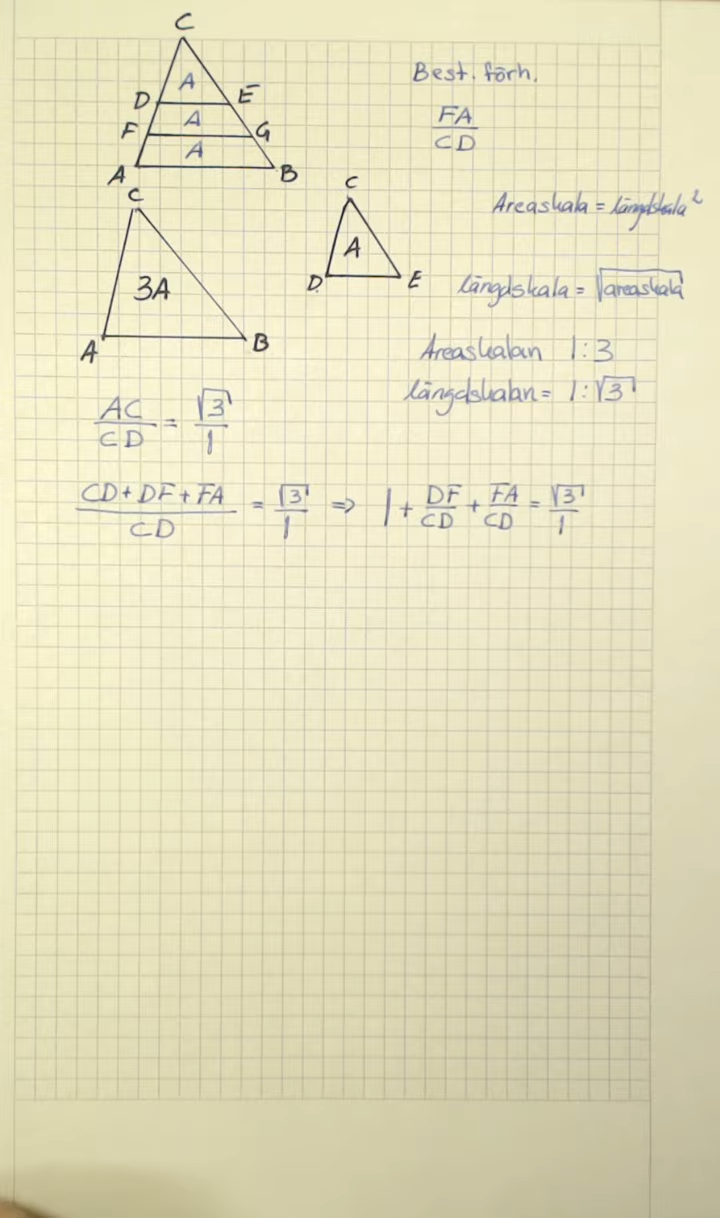 C
Best. förh.
D A E
FA/CD
F A G
A A B
C
C
Areaskala = längdskala²
A
3A
D E
längdskala = √areaskala
A B
Areaskalan 1:3
längdskalan = 1:√3
AC/CD = √3/1
(CD+DF+FA)/CD = √3/1 ⇒ 1 + DF/CD + FA/CD = √3/1